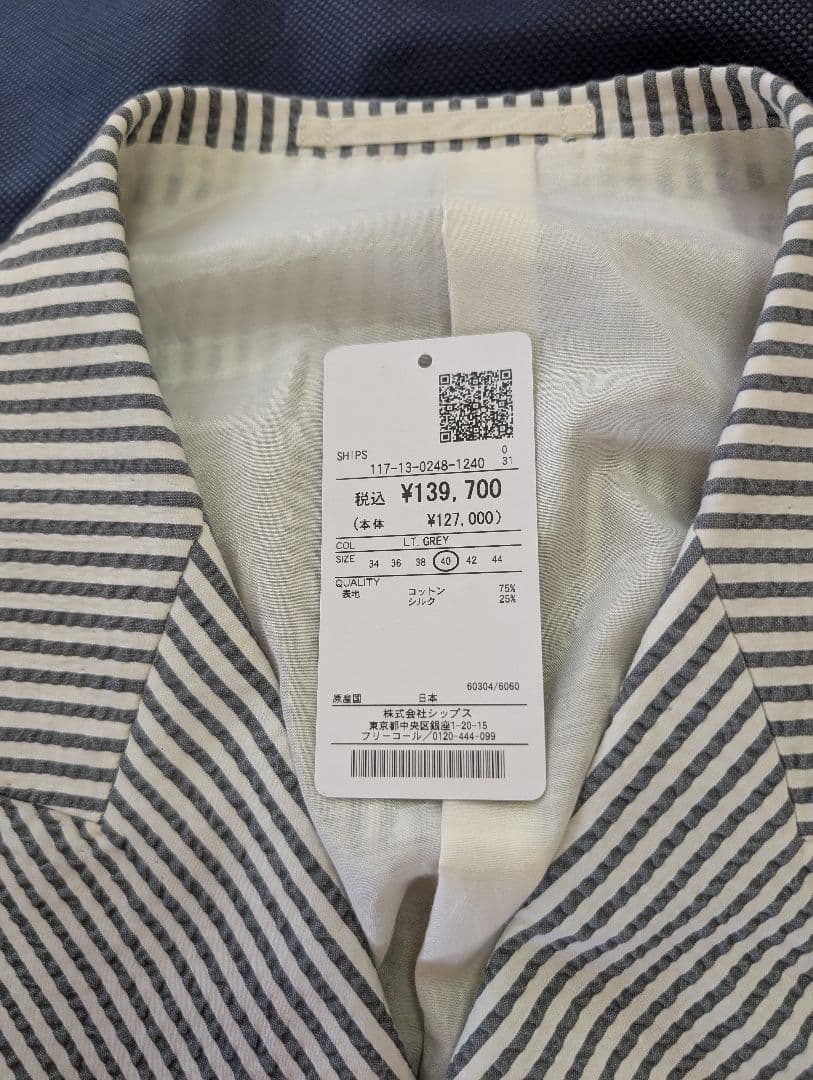 SHIPS
0
117-13-0248-1240 31
税込 ¥139,700
(本体 ¥127,000)
COL LT. GREY
SIZE 34 36 38 40 42 44
QUALITY
表地 コットン 75%
シルク 25%
60304/6060
原産国 日本
株式会社シップス
東京都中央区銀座1-20-15
フリーコール/0120-444-099